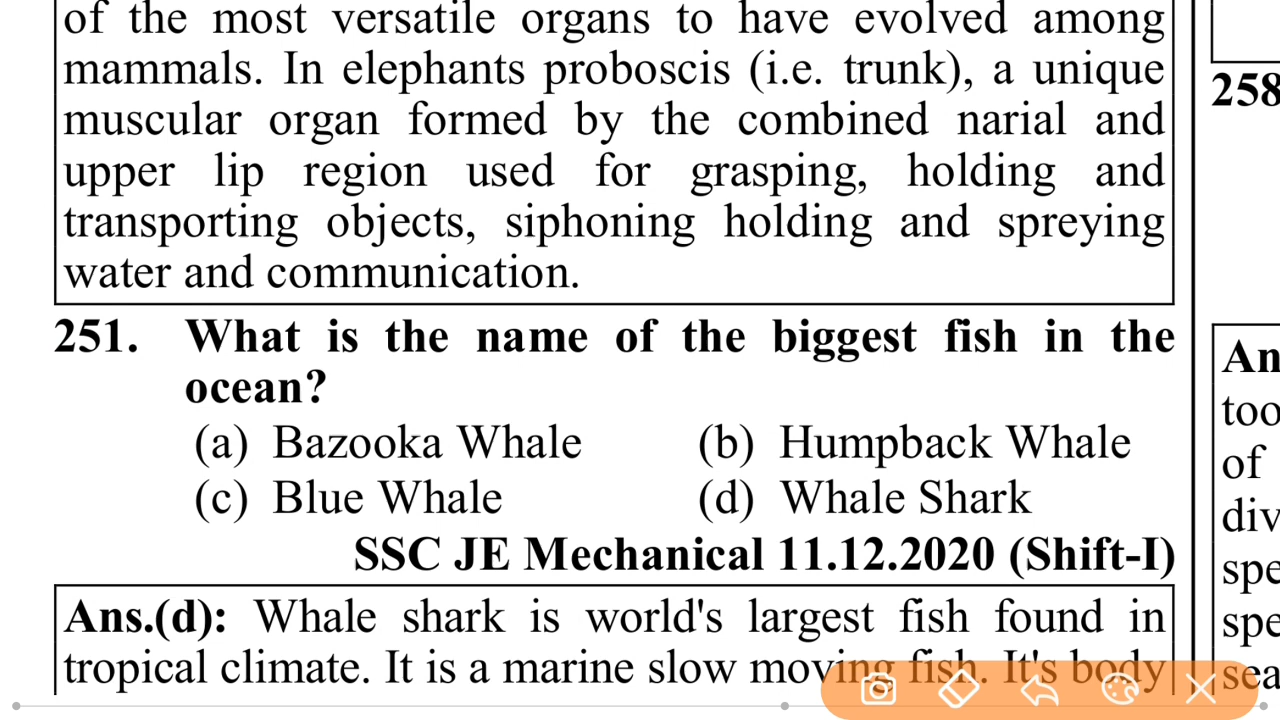 of the most versatile organs to have evolved among
mammals. In elephants proboscis (i.e. trunk), a unique
muscular organ formed by the combined narial and
upper lip region used for grasping, holding and
transporting objects, siphoning holding and spreying
water and communication.
251. What is the name of the biggest fish in the
ocean?
(a) Bazooka Whale (b) Humpback Whale
(c) Blue Whale (d) Whale Shark
SSC JE Mechanical 11.12.2020 (Shift-I)
Ans.(d): Whale shark is world's largest fish found in
tropical climate. It is a marine slow moving fish. It's body
258
An
too
of
div
spe
spe
sea